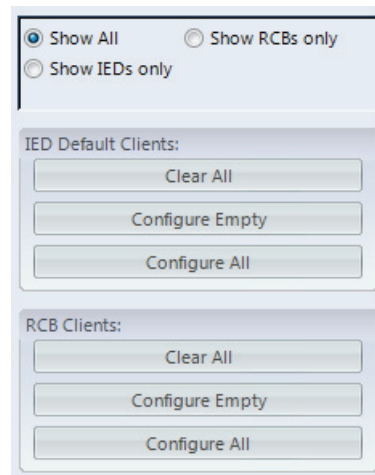 Show All Show RCBs only
Show IEDs only
IED Default Clients:
Clear All
Configure Empty
Configure All
RCB Clients:
Clear All
Configure Empty
Configure All